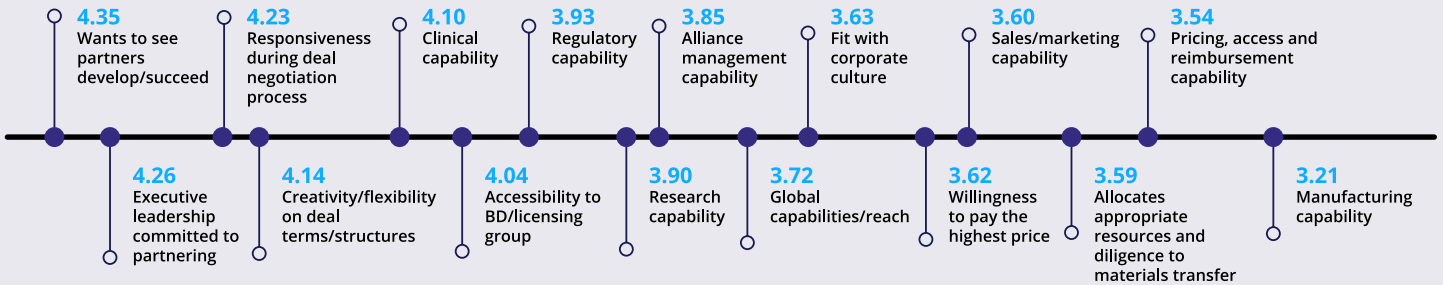 4.35
Wants to see
partners
develop/succeed
4.23
Responsiveness
during deal
negotiation
process
4.10
Clinical
capability
3.93
Regulatory
capability
3.85
Alliance
management
capability
3.63
Fit with
corporate
culture
3.60
Sales/marketing
capability
3.54
Pricing, access and
reimbursement
capability
4.26
Executive
leadership
committed to
partnering
4.14
Creativity/flexibility
on deal
terms/structures
4.04
Accessibility to
BD/licensing
group
3.90
Research
capability
3.72
Global
capabilities/reach
3.62
Willingness
to pay the
highest price
3.59
Allocates
appropriate
resources and
diligence to
materials transfer
3.21
Manufacturing
capability